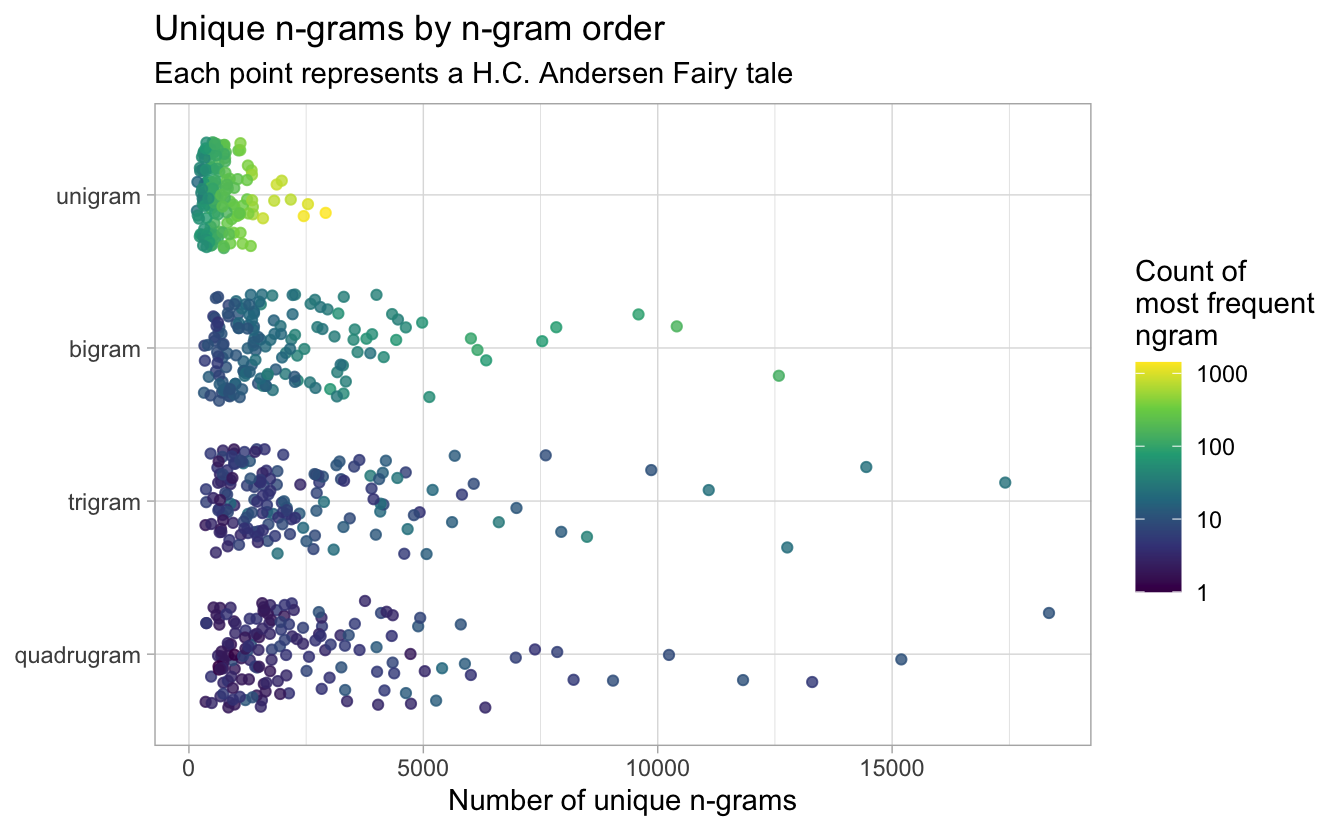 Unique n-grams by n-gram order
Each point represents a H.C. Andersen Fairy tale
unigram
bigram
trigram
quadrugram
0 5000 10000 15000
Number of unique n-grams
Count of
most frequent
ngram
1000
100
10
1